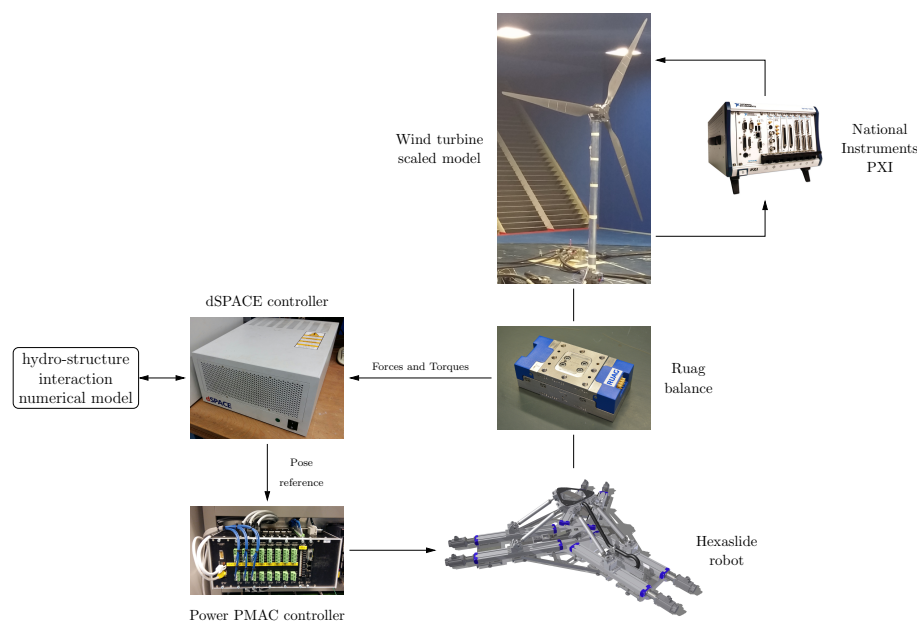 Wind turbine
scaled model
National
Instruments
PXI
dSPACE controller
hydro-structure
interaction
numerical model
dSPACE
Forces and Torques
RUAG
Ruag
balance
Pose
reference
Hexaslide
robot
Power PMAC controller